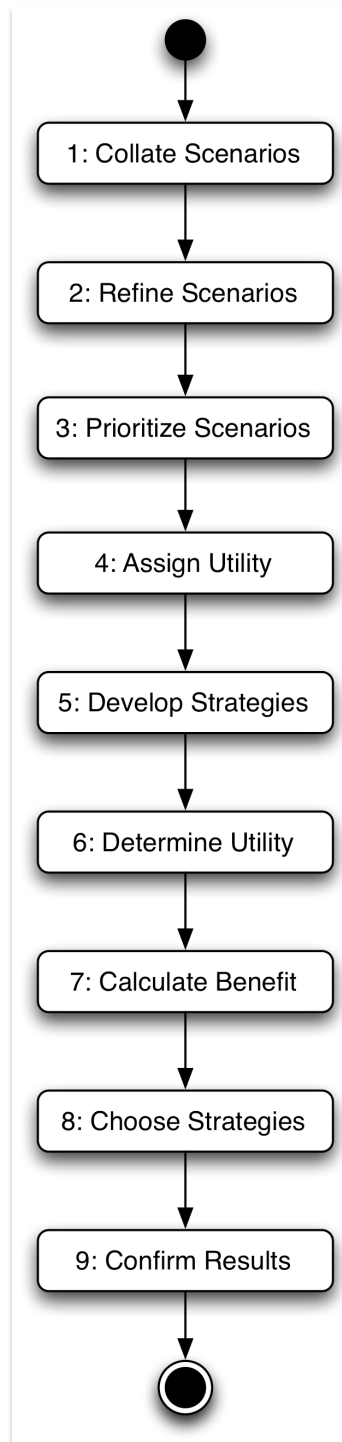 1: Collate Scenarios
2: Refine Scenarios
3: Prioritize Scenarios
4: Assign Utility
5: Develop Strategies
6: Determine Utility
7: Calculate Benefit
8: Choose Strategies
9: Confirm Results